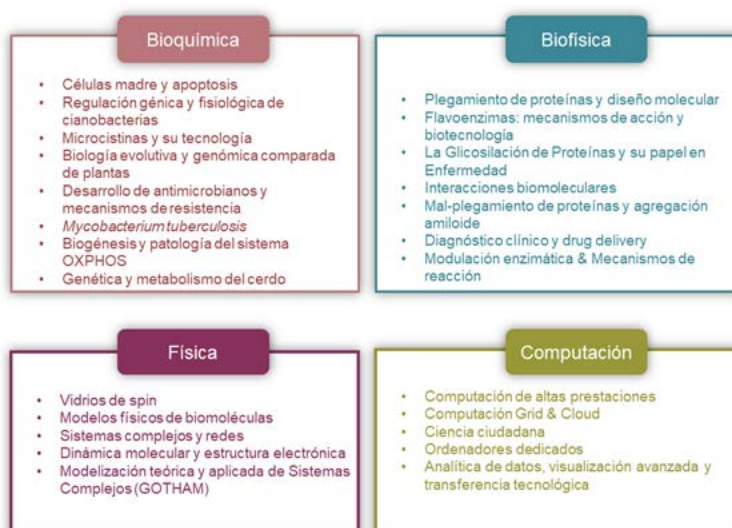 Bioquímica
• Células madre y apoptosis
• Regulación génica y fisiológica de
cianobacterias
• Microcistinas y su tecnología
• Biología evolutiva y genómica comparada
de plantas
• Desarrollo de antimicrobianos y
mecanismos de resistencia
• Mycobacterium tuberculosis
• Biogénesis y patología del sistema
OXPHOS
• Genética y metabolismo del cerdo
Biofísica
• Plegamiento de proteínas y diseño molecular
• Flavoenzimas: mecanismos de acción y
biotecnología
• La Glicosilación de Proteínas y su papel en
Enfermedad
• Interacciones biomoleculares
• Mal-plegamiento de proteínas y agregación
amiloide
• Diagnóstico clínico y drug delivery
• Modulación enzimática & Mecanismos de
reacción
Física
• Vidrios de spin
• Modelos físicos de biomoléculas
• Sistemas complejos y redes
• Dinámica molecular y estructura electrónica
• Modelización teórica y aplicada de Sistemas
Complejos (GOTHAM)
Computación
• Computación de altas prestaciones
• Computación Grid & Cloud
• Ciencia ciudadana
• Ordenadores dedicados
• Analítica de datos, visualización avanzada y
transferencia tecnológica